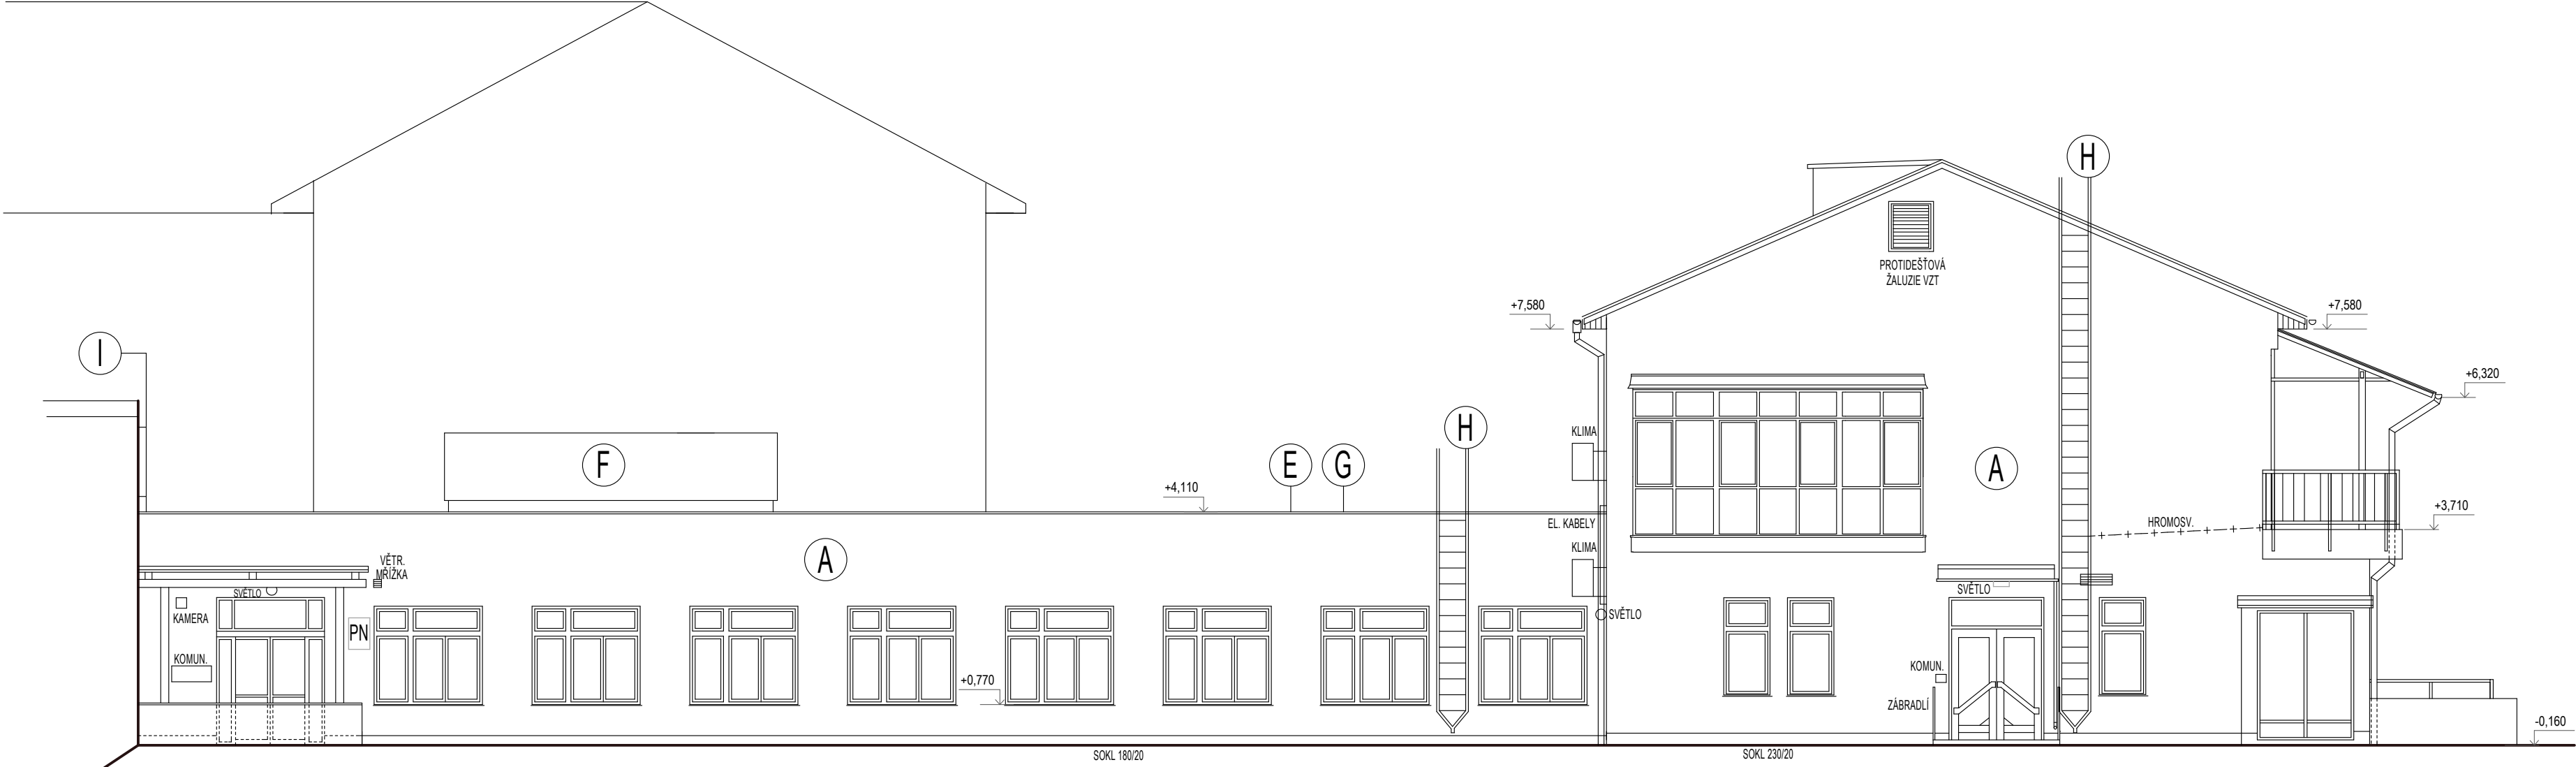 H
PROTIDEŠŤOVÁ
ŽALUZIE VZT
+7,580
+7,580
I
+6,320
H
KLIMA
F
E
G
A
+4,110
+3,710
EL. KABELY
HROMOSV.
KLIMA
A
VĚTR.
MŘÍŽKA
SVĚTLO
SVĚTLO
KAMERA
SVĚTLO
PN
KOMUN.
KOMUN.
+0,770
ZÁBRADLÍ
-0,160
SOKL 180/20
SOKL 230/20